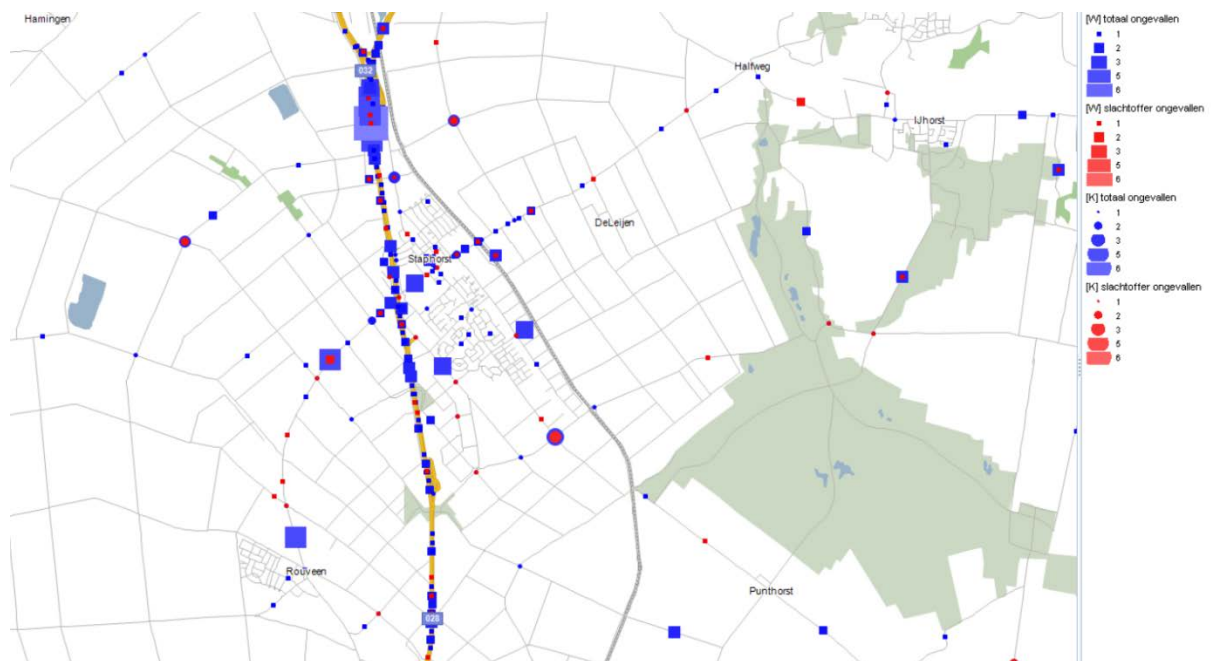 Hamingen
032
Halfweg
IJhorst
DeLeijen
Staphorst
Rouveen
Punthorst
028
[W] totaal ongevallen
1
2
3
5
6
[W] slachtoffer ongevallen
1
2
3
5
6
[K] totaal ongevallen
1
2
3
5
6
[K] slachtoffer ongevallen
1
2
3
5
6